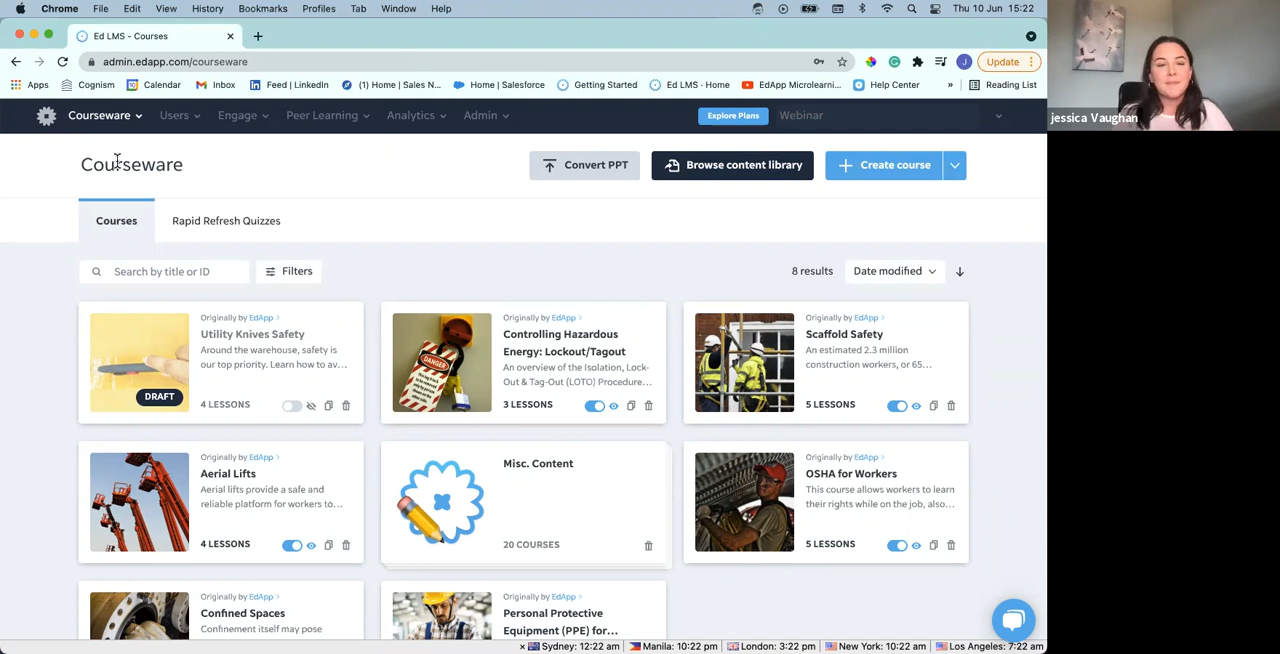 Chrome File Edit View History Bookmarks Profiles Tab Window Help Thu 10 Jun 15:22
Ed LMS - Courses
admin.edapp.com/courseware
J Update
Apps Cognism Calendar Inbox Feed | LinkedIn (1) Home | Sales N... Home | Salesforce Getting Started Ed LMS - Home EdApp Microlearni... Help Center » Reading List
Courseware Users Engage Peer Learning Analytics Admin Explore Plans Webinar
jessica Vaughan
Courseware Convert PPT Browse content library Create course
Courses Rapid Refresh Quizzes
Search by title or ID Filters 8 results Date modified
Originally by EdApp >
Utility Knives Safety
Around the warehouse, safety is
our top priority. Learn how to av...
DRAFT
4 LESSONS
Originally by EdApp >
Controlling Hazardous
Energy: Lockout/Tagout
An overview of the Isolation, Lock-
Out & Tag-Out (LOTO) Procedure...
DANGER
3 LESSONS
Originally by EdApp >
Scaffold Safety
An estimated 2.3 million
construction workers, or 65...
5 LESSONS
Originally by EdApp >
Aerial Lifts
Aerial lifts provide a safe and
reliable platform for workers to...
4 LESSONS
Misc. Content
20 COURSES
Originally by EdApp >
OSHA for Workers
This course allows workers to learn
their rights while on the job, also...
5 LESSONS
Originally by EdApp >
Confined Spaces
Confinement itself may pose
Originally by EdApp >
Personal Protective
Equipment (PPE) for...
× Sydney: 12:22 am Manila: 10:22 pm London: 3:22 pm New York: 10:22 am Los Angeles: 7:22 am